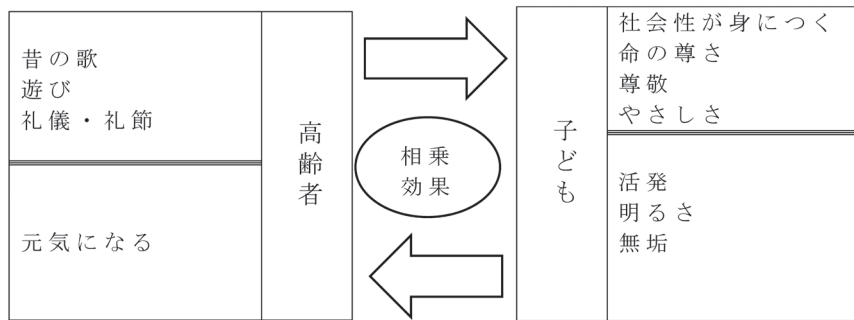 昔の歌
遊び
礼儀・礼節
元気になる
高齢者
相乗
効果
子ども
社会性が身につく
命の尊さ
尊敬
やさしさ
活発
明るさ
無垢